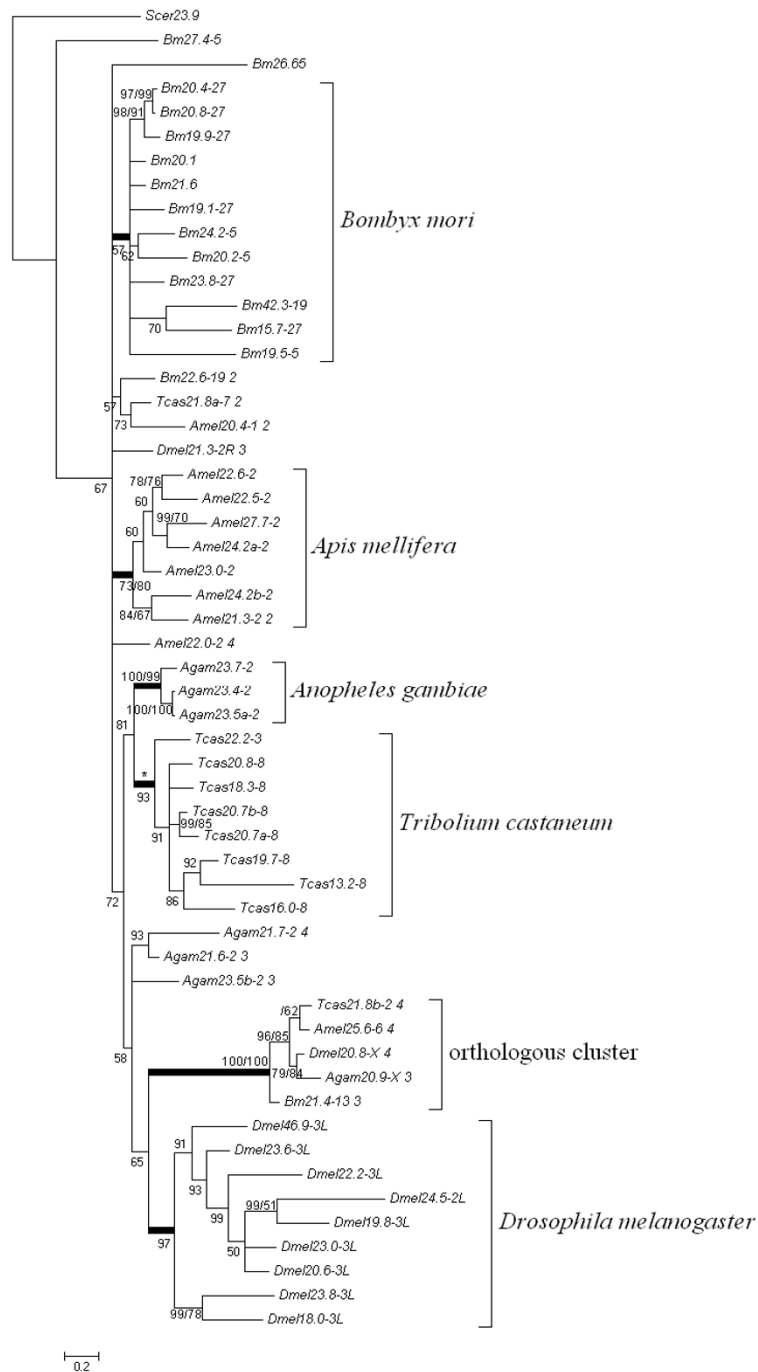 Scer23.9
Bm27.4-5
Bm26.65
97/99
Bm20.4-27
98/91
Bm20.8-27
Bm19.9-27
Bm20.1
Bm21.6
Bm19.1-27
Bombyx mori
Bm24.2-5
57
62
Bm20.2-5
Bm23.8-27
Bm42.3-19
70
Bm15.7-27
Bm19.5-5
Bm22.6-19 2
57
Tcas21.8a-7 2
73
Amel20.4-1 2
Dmel21.3-2R 3
67
78/76
Amel22.6-2
60
Amel22.5-2
99/70
Amel27.7-2
60
Amel24.2a-2
Apis mellifera
Amel23.0-2
73/80
Amel24.2b-2
84/67
Amel21.3-2 2
Amel22.0-2 4
100/99
Agam23.7-2
Agam23.4-2
Anopheles gambiae
100/100
Agam23.5a-2
81
Tcas22.2-3
Tcas20.8-8
*
93
Tcas18.3-8
Tcas20.7b-8
99/85
Tribolium castaneum
91
Tcas20.7a-8
92
Tcas19.7-8
Tcas13.2-8
86
Tcas16.0-8
72
93
Agam21.7-2 4
Agam21.6-2 3
Agam23.5b-2 3
/62
Tcas21.8b-2 4
96/85
Amel25.6-6 4
58
100/100
Dmel20.8-X 4
orthologous cluster
79/84
Agam20.9-X 3
Bm21.4-13 3
91
Dmel46.9-3L
65
Dmel23.6-3L
93
Dmel22.2-3L
99
99/51
Dmel24.5-2L
Dmel19.8-3L
Drosophila melanogaster
97
50
Dmel23.0-3L
Dmel20.6-3L
Dmel23.8-3L
99/78
Dmel18.0-3L
0.2